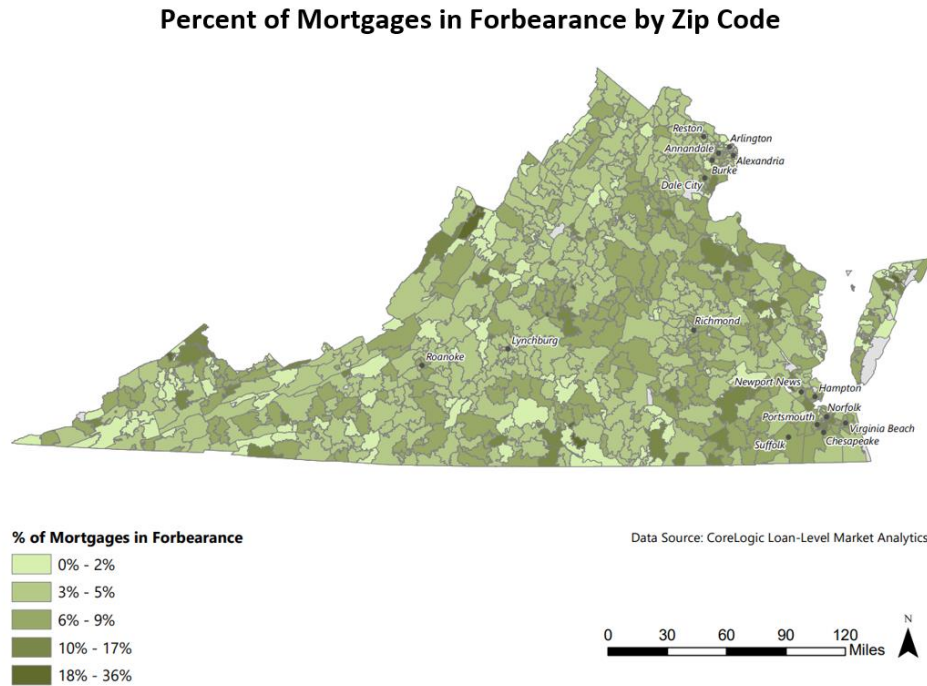 Percent of Mortgages in Forbearance by Zip Code
Reston
Arlington
Annandale
Alexandria
Burke
Dale City
Richmond
Lynchburg
Roanoke
Newport News
Hampton
Norfolk
Portsmouth
Virginia Beach
Suffolk
Chesapeake
% of Mortgages in Forbearance
0% - 2%
3% - 5%
6% - 9%
10% - 17%
18% - 36%
Data Source: CoreLogic Loan-Level Market Analytics
N
0 30 60 90 120
Miles